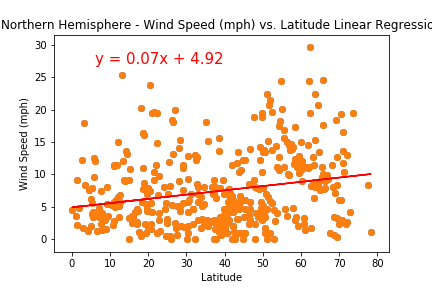 Northern Hemisphere - Wind Speed (mph) vs. Latitude Linear Regressio
y = 0.07x + 4.92
Wind Speed (mph)
30
25
20
15
10
5
0
0 10 20 30 40 50 60 70 80
Latitude